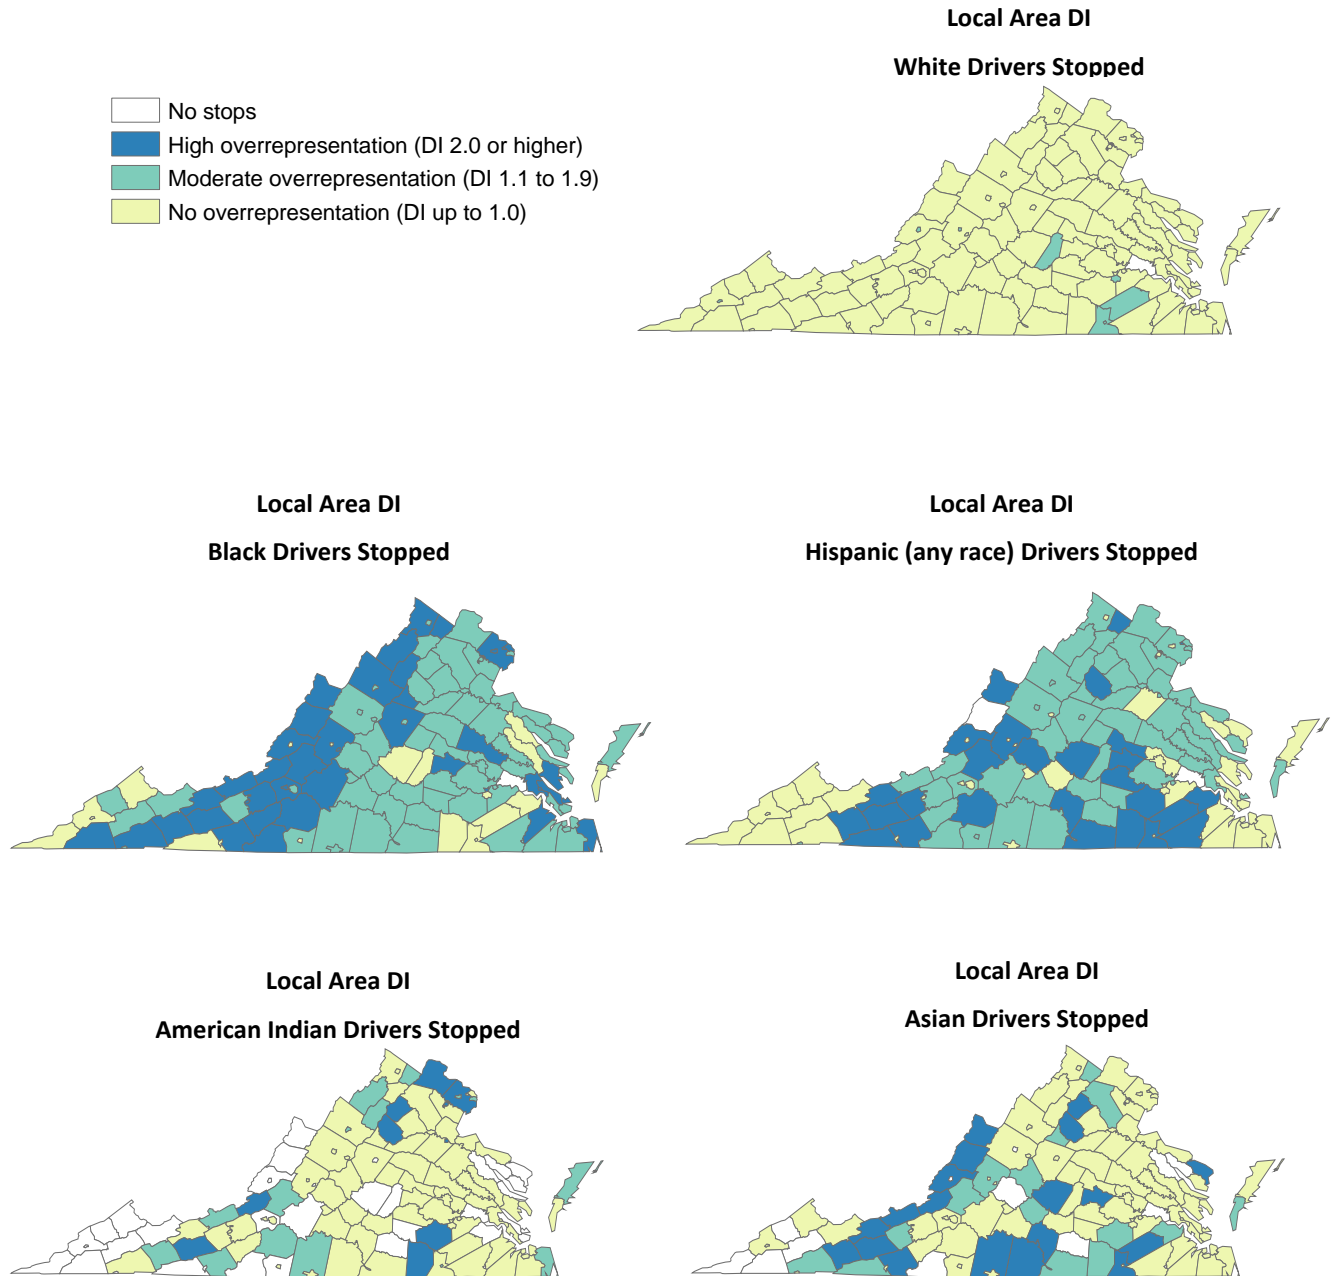 Local Area DI
White Drivers Stopped
No stops
High overrepresentation (DI 2.0 or higher)
Moderate overrepresentation (DI 1.1 to 1.9)
No overrepresentation (DI up to 1.0)
Local Area DI
Black Drivers Stopped
Local Area DI
Hispanic (any race) Drivers Stopped
Local Area DI
American Indian Drivers Stopped
Local Area DI
Asian Drivers Stopped